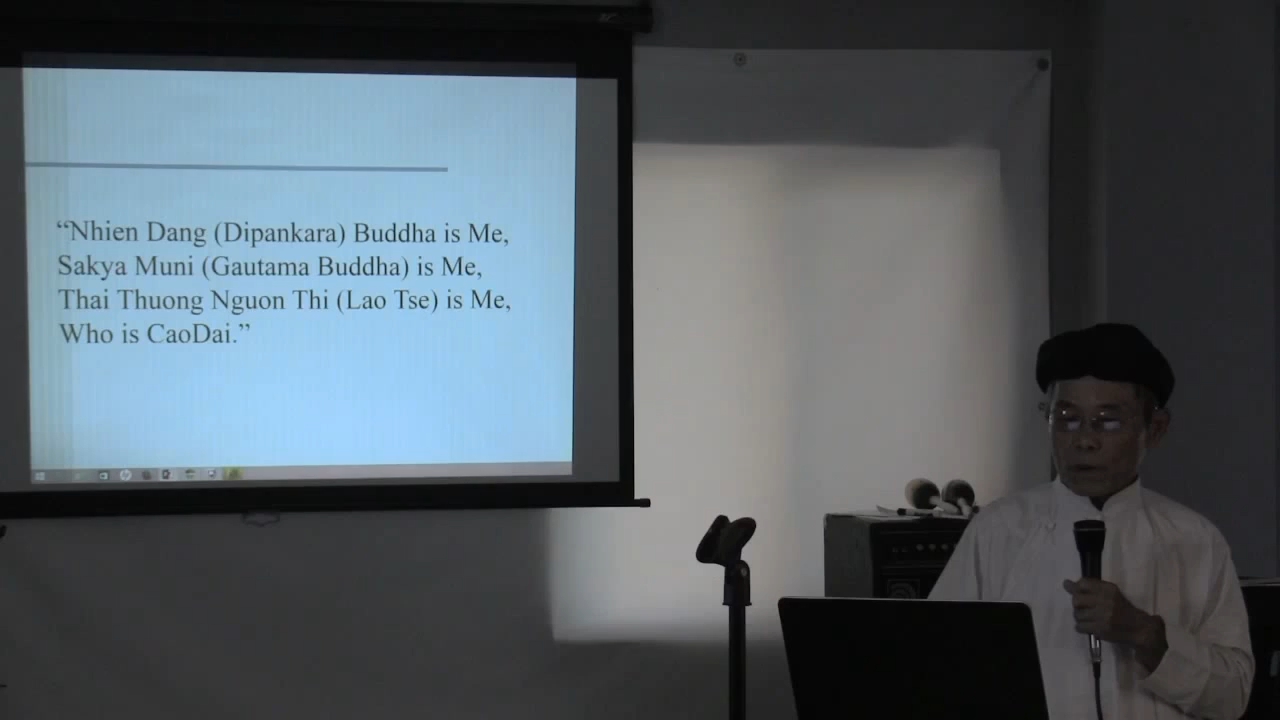 “Nhien Dang (Dipankara) Buddha is Me,
Sakya Muni (Gautama Buddha) is Me,
Thai Thuong Nguon Thi (Lao Tse) is Me,
Who is CaoDai.”